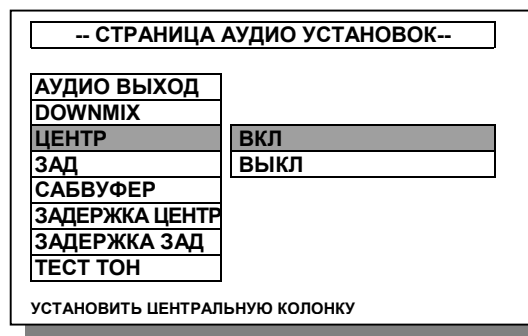 -- СТРАНИЦА АУДИО УСТАНОВОК--
АУДИО ВЫХОД
DOWNMIX
ЦЕНТР ВКЛ
ЗАД ВЫКЛ
САБВУФЕР
ЗАДЕРЖКА ЦЕНТР
ЗАДЕРЖКА ЗАД
ТЕСТ ТОН
УСТАНОВИТЬ ЦЕНТРАЛЬНУЮ КОЛОНКУ